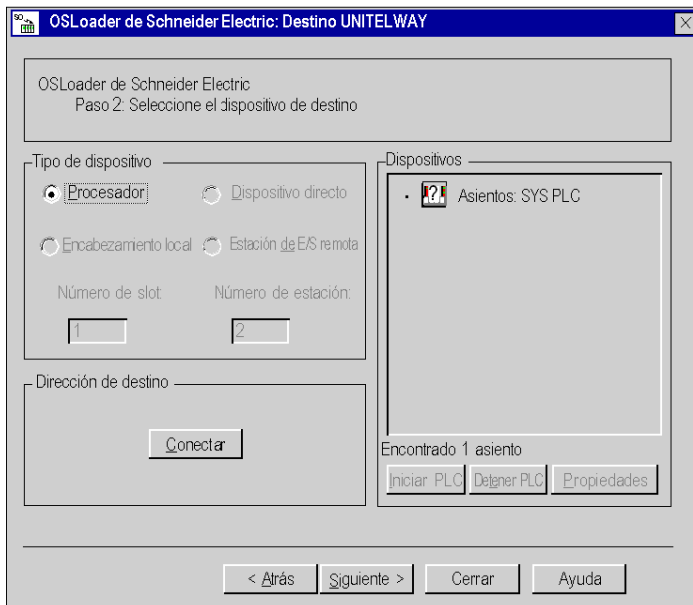 OSLoader de Schneider Electric: Destino UNITELWAY
OSLoader de Schneider Electric
Paso 2: Seleccione el dispositivo de destino
Tipo de dispositivo
Procesador
Dispositivo directo
Encabezamiento local
Estación de E/S remota
Número de slot:
Número de estación:
1
2
Dirección de destino
Conectar
Dispositivos
!?! Asientos: SYS PLC
Encontrado 1 asiento
Iniciar PLC
Detener PLC
Propiedades
< Atrás
Siguiente >
Cerrar
Ayuda